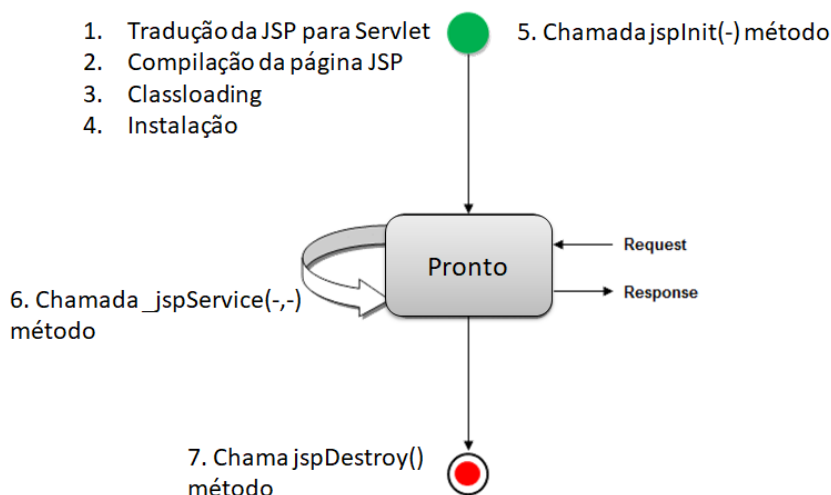 1. Tradução da JSP para Servlet
2. Compilação da página JSP
3. Classloading
4. Instalação
5. Chamada jspInit(-) método
Pronto
Request
Response
6. Chamada _jspService(-,-)
método
7. Chama jspDestroy()
método